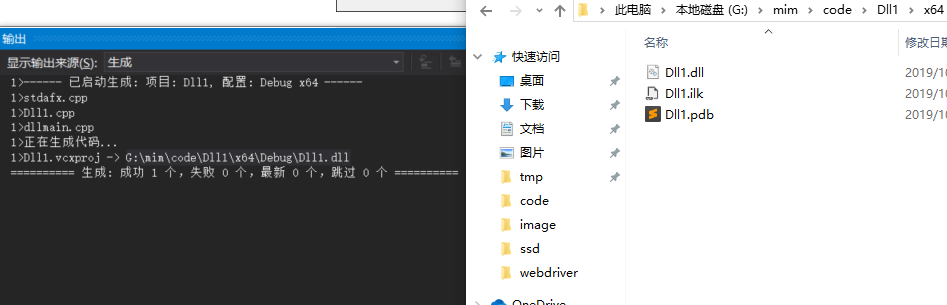 输出
显示输出来源(S): 生成
1>------ 已启动生成: 项目: Dll1, 配置: Debug x64 ------
1>stdafx.cpp
1>Dll1.cpp
1>dllmain.cpp
1>正在生成代码...
1>Dll1.vcxproj -> G:\mim\code\Dll1\x64\Debug\Dll1.dll
========== 生成: 成功 1 个，失败 0 个，最新 0 个，跳过 0 个 ==========
此电脑 > 本地磁盘 (G:) > mim > code > Dll1 > x64
快速访问
桌面
下载
文档
图片
tmp
code
image
ssd
webdriver
OneDrive
名称 修改日期
Dll1.dll 2019/10
Dll1.ilk 2019/10
Dll1.pdb 2019/10